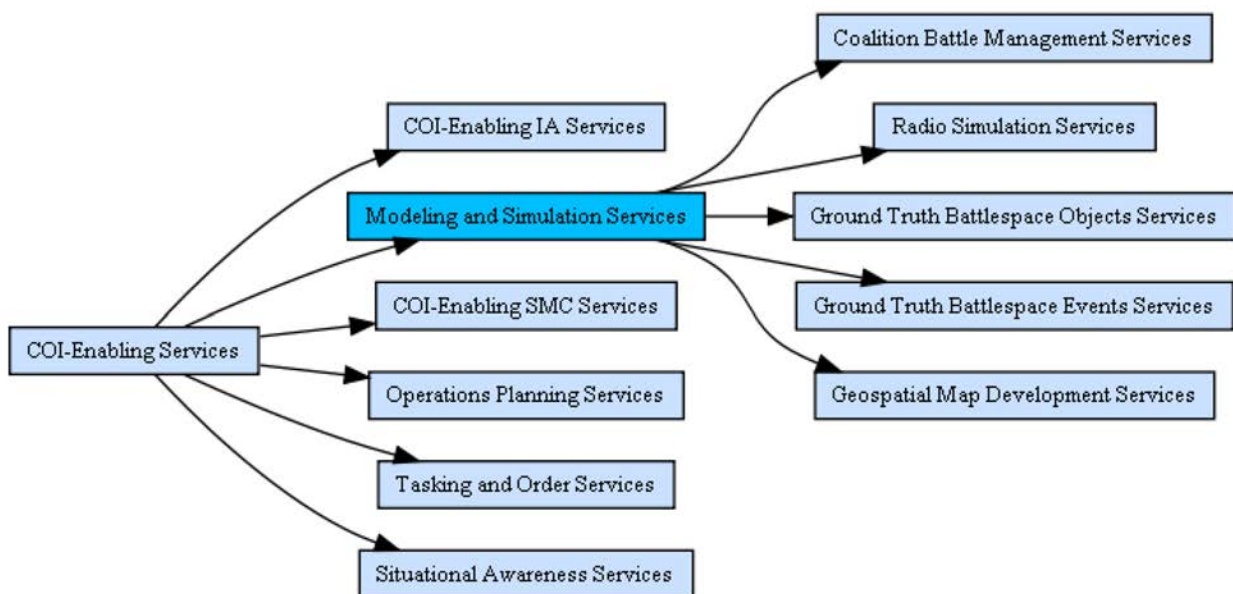 Coalition Battle Management Services
COI-Enabling IA Services
Radio Simulation Services
Modeling and Simulation Services
Ground Truth Battlespace Objects Services
COI-Enabling SMC Services
Ground Truth Battlespace Events Services
COI-Enabling Services
Operations Planning Services
Geospatial Map Development Services
Tasking and Order Services
Situational Awareness Services